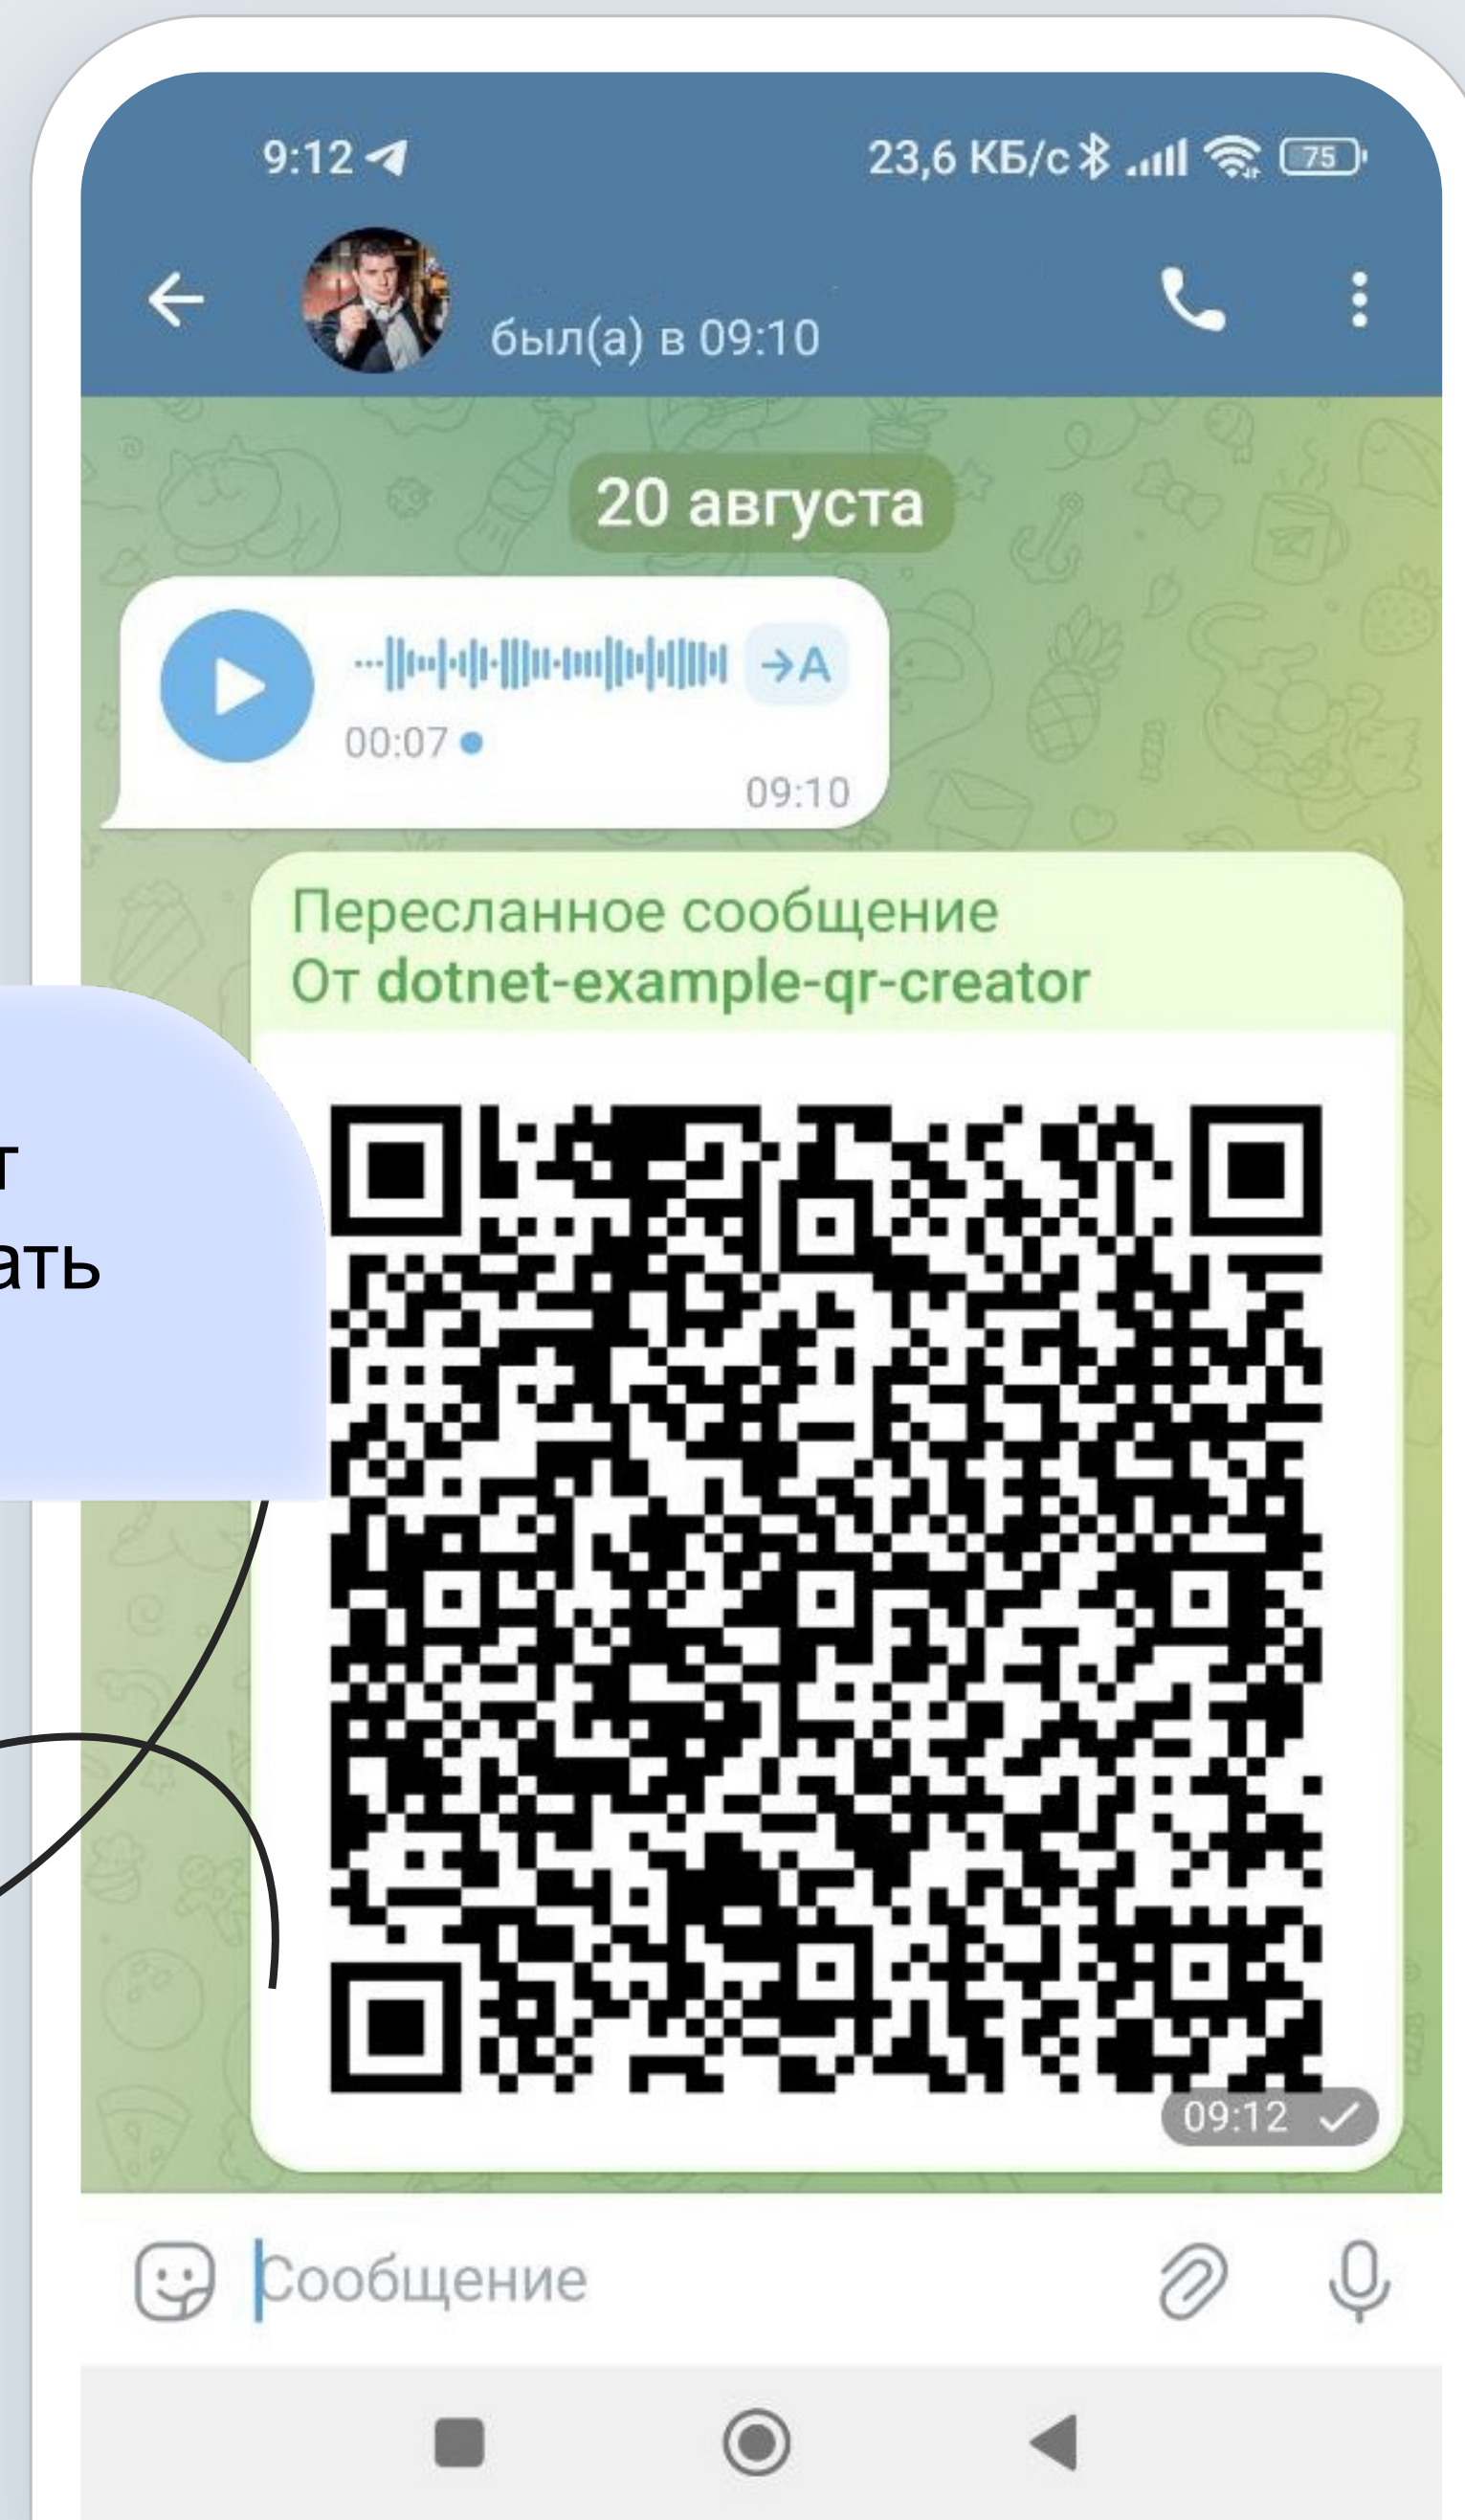 9:12
23,6 КБ/с
75
был(а) в 09:10
20 августа
→A
00:07
09:10
Пересланное сообщение
От dotnet-example-qr-creator
т
ать
09:12
Сообщение